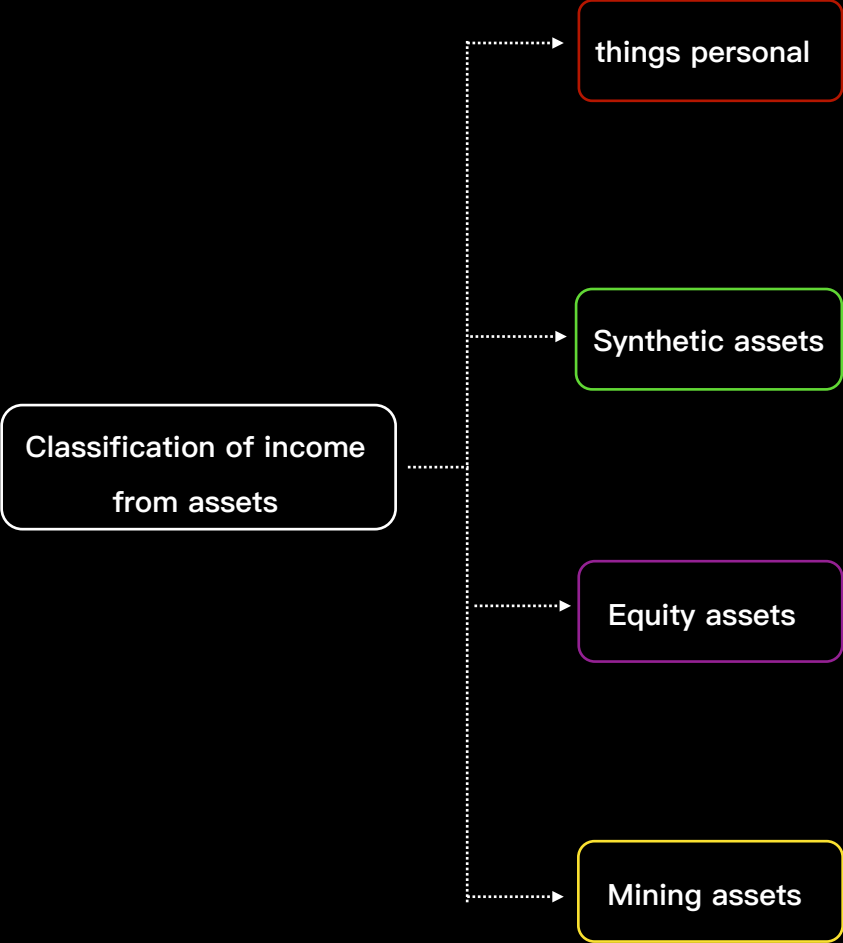 things personal
Synthetic assets
Classification of income
from assets
Equity assets
Mining assets